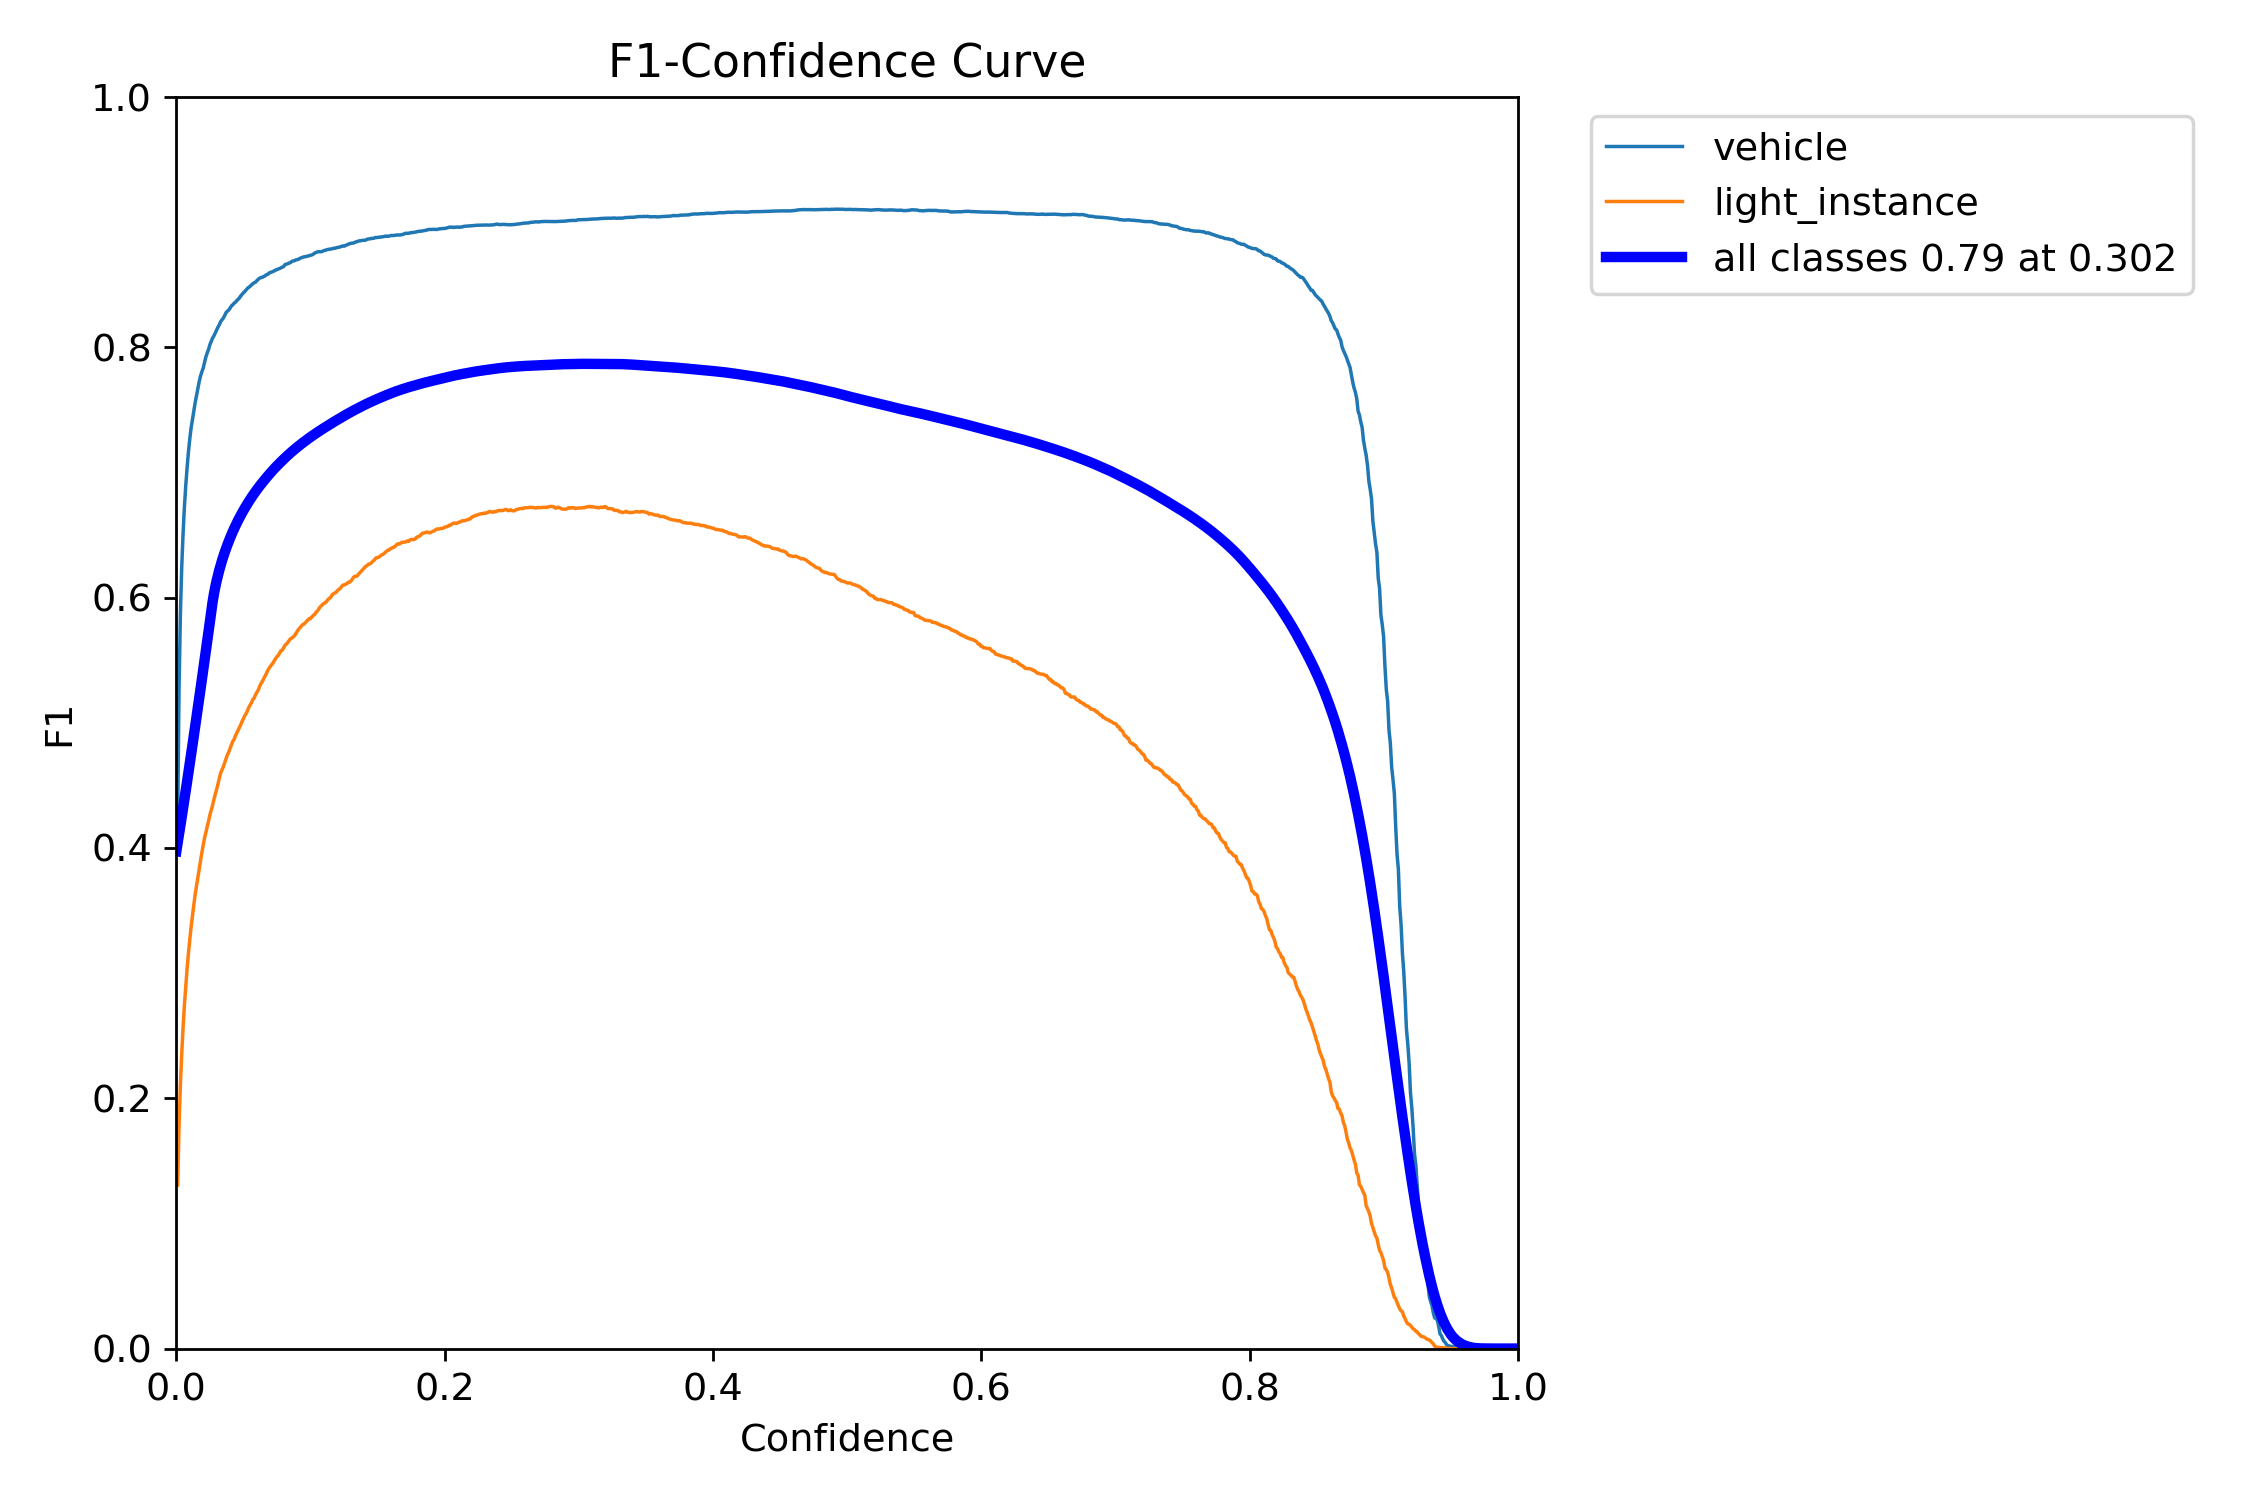 F1-Confidence Curve
1.0
0.8
0.6
0.4
0.2
0.0
F1
0.0 0.2 0.4 0.6 0.8 1.0
Confidence
vehicle
light_instance
all classes 0.79 at 0.302